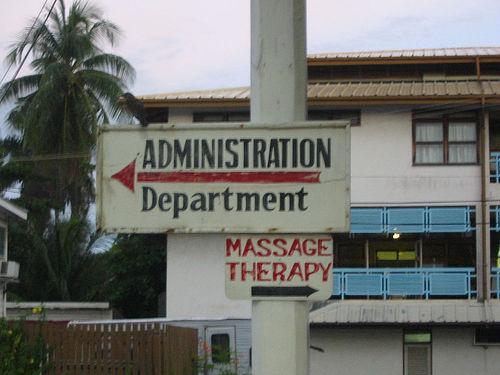 ADMINISTRATION
Department
MASSAGE
THERAPY